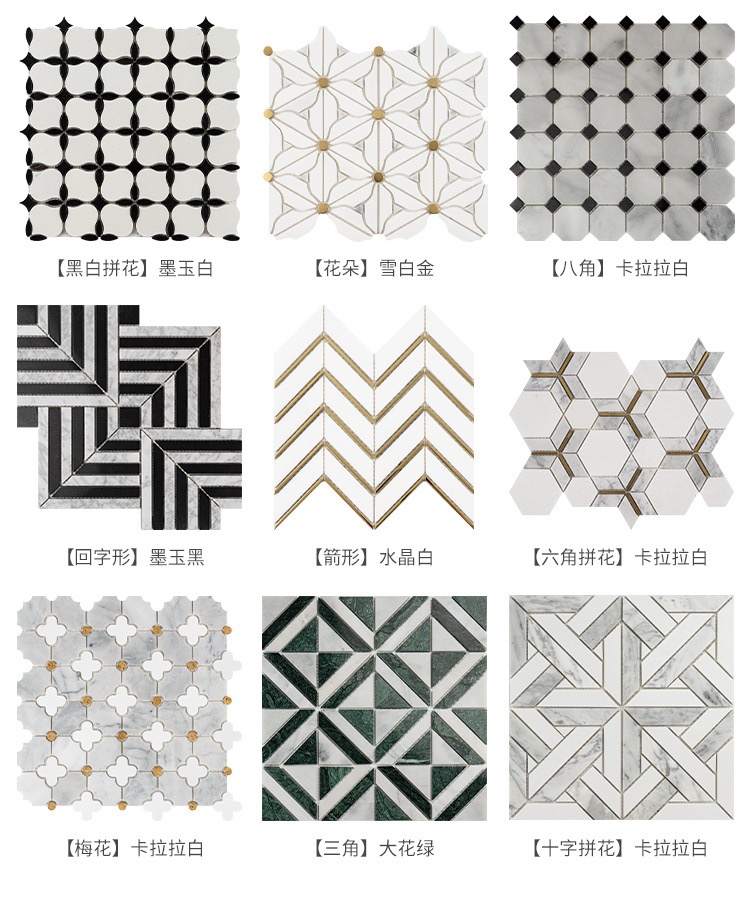 【黑白拼花】墨玉白
【花朵】雪白金
【八角】卡拉拉白
【回字形】墨玉黑
【箭形】水晶白
【六角拼花】卡拉拉白
【梅花】卡拉拉白
【三角】大花绿
【十字拼花】卡拉拉白